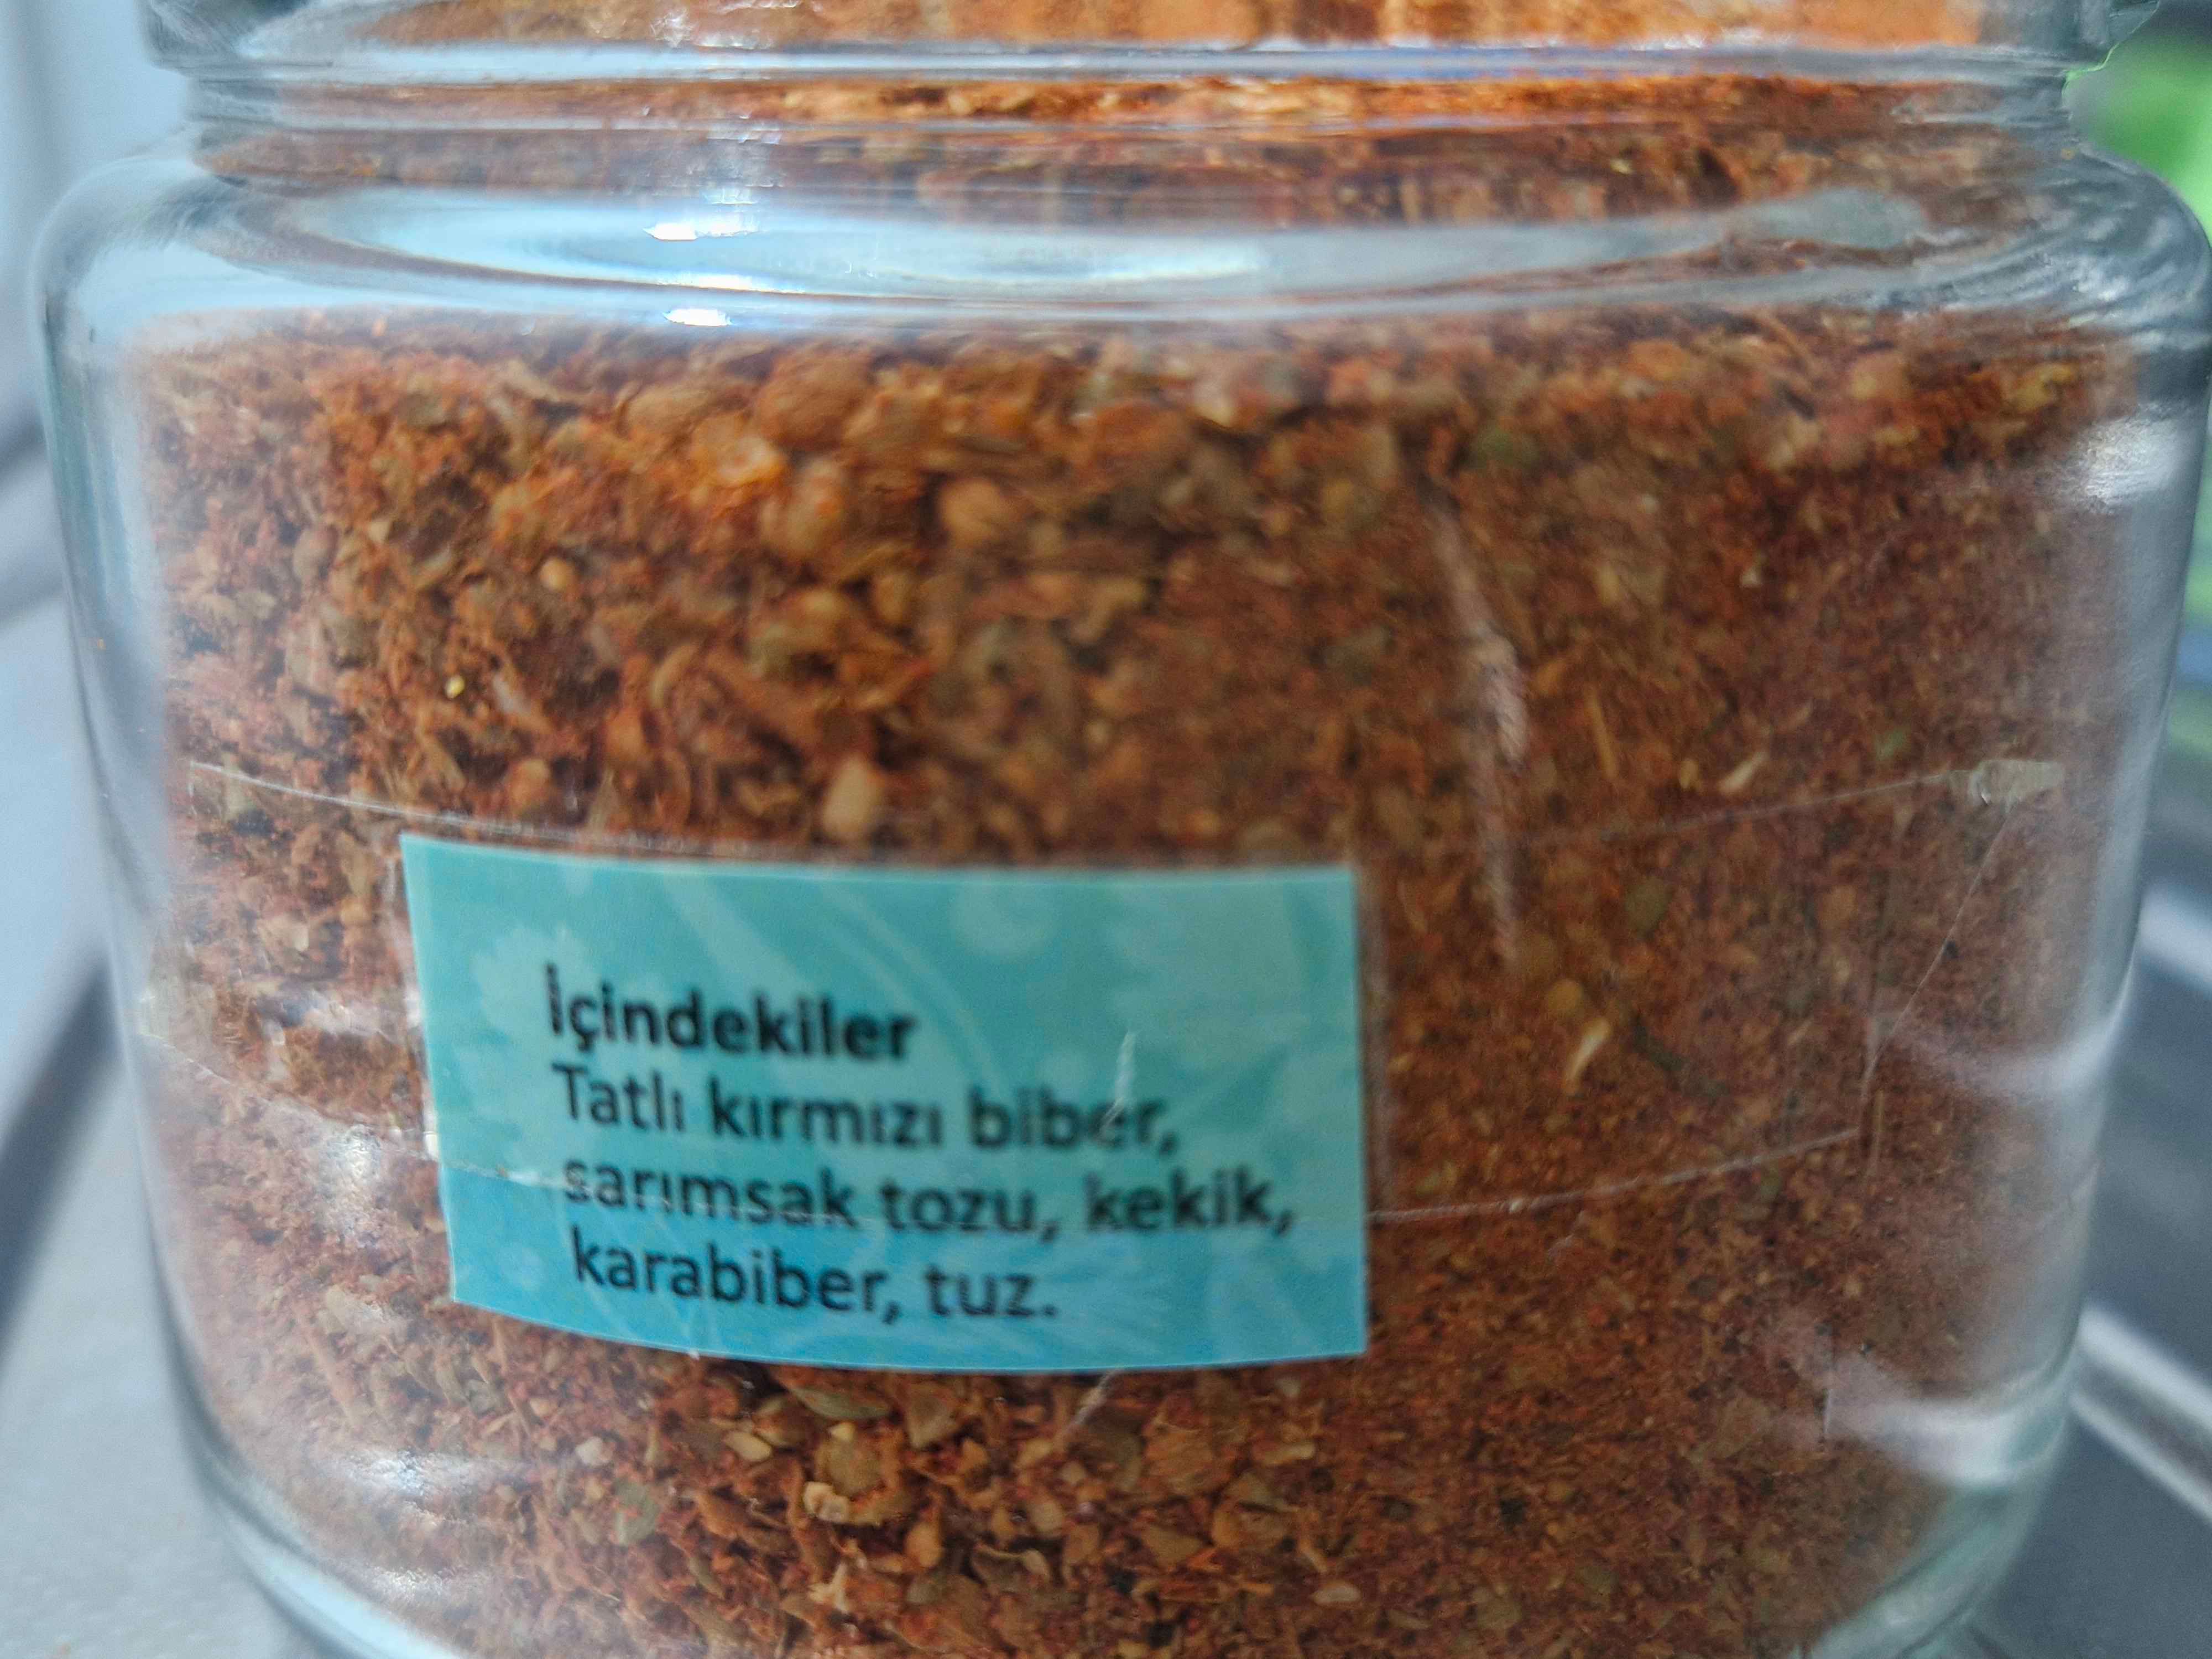 İçindekiler
Tatlı kırmızı biber,
sarımsak tozu, kekik,
karabiber, tuz.